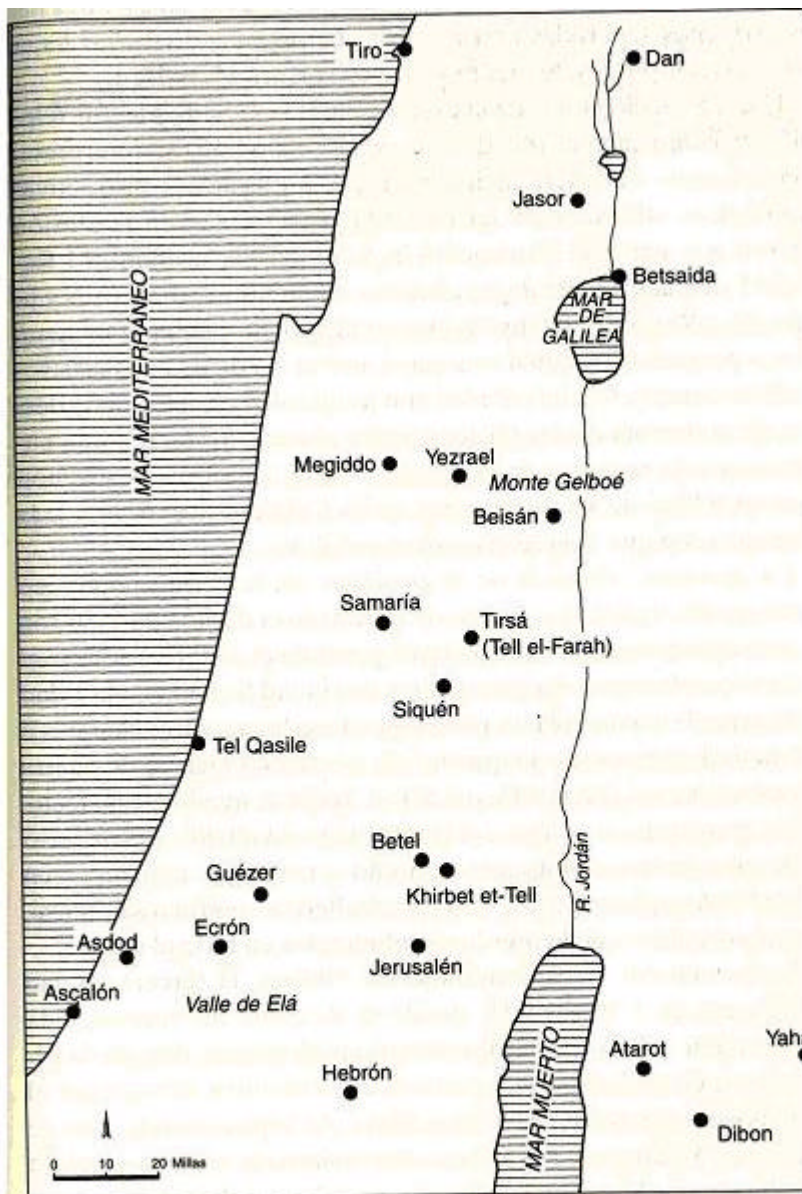 Tiro
Dan
Jasor
Betsaida
MAR
DE
GALILEA
MAR MEDITERRÁNEO
Megiddo
Yezrael
Monte Gelboé
Beisán
Samaría
Tirsá
(Tell el-Farah)
Siquén
Tel Qasile
Betel
Guézer
Khirbet et-Tell
R. Jordán
Ecrón
Asdod
Jerusalén
Ascalón
Valle de Elá
Hebrón
MAR MUERTO
Atarot
Yah
Dibon
0 10 20 Millas